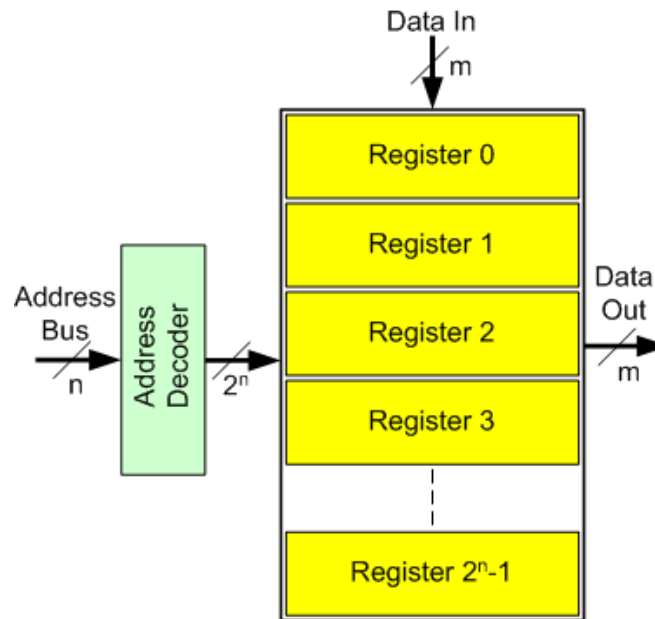 Data In
m
Register 0
Register 1
Address
Bus
n
Address
Decoder
2ⁿ
Register 2
Data
Out
m
Register 3
Register 2ⁿ-1